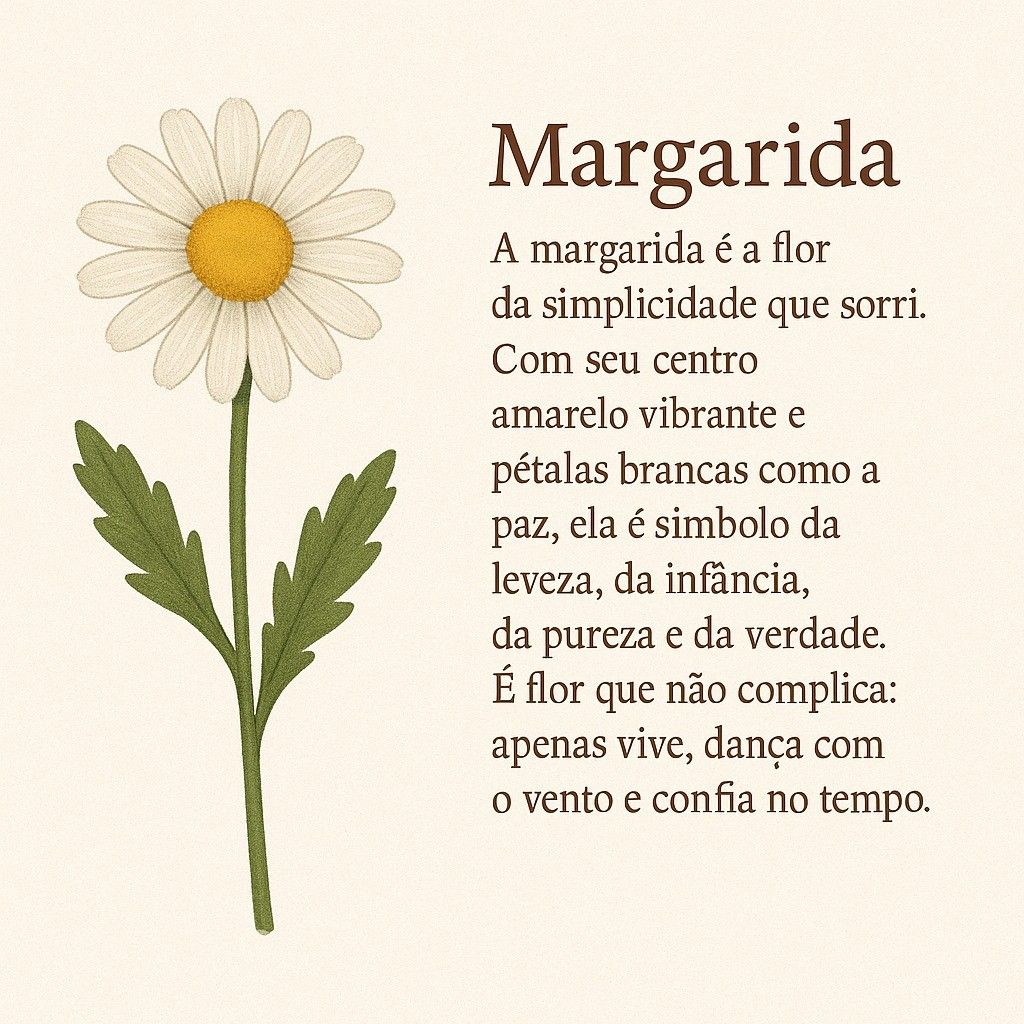 Margarida
A margarida é a flor
da simplicidade que sorri.
Com seu centro
amarelo vibrante e
pétalas brancas como a
paz, ela é simbolo da
leveza, da infância,
da pureza e da verdade.
É flor que não complica:
apenas vive, dança com
o vento e confia no tempo.